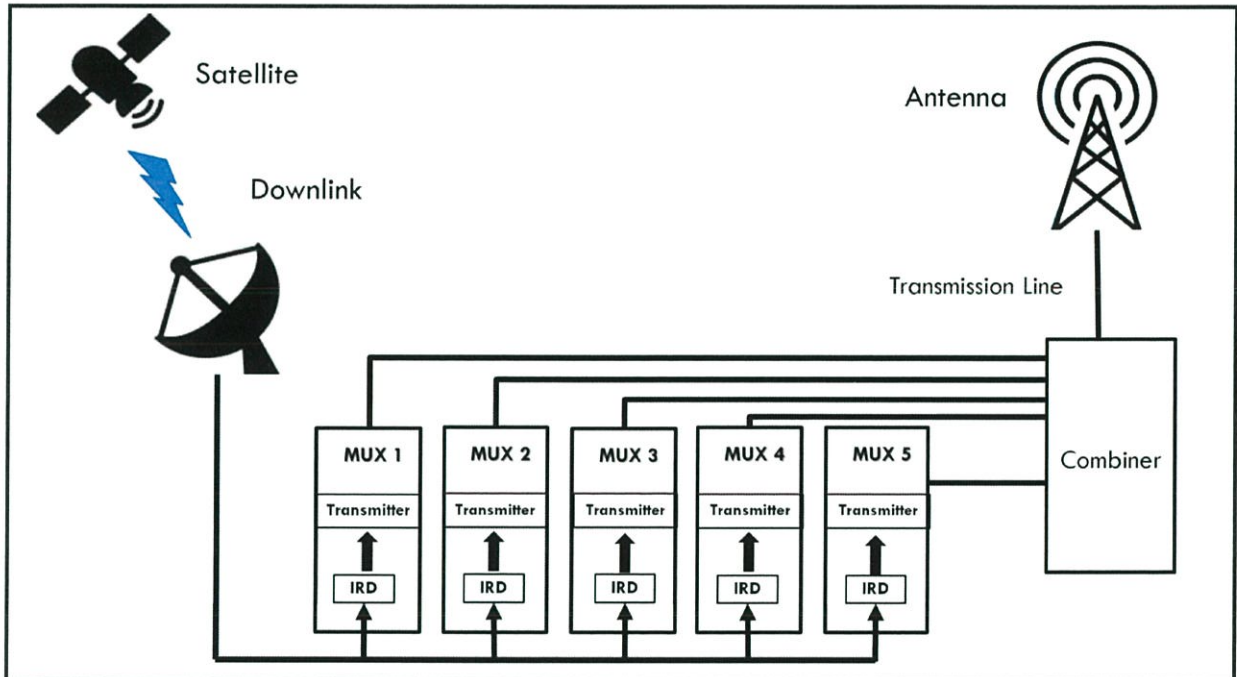 Satellite
Antenna
Downlink
Transmission Line
MUX 1
MUX 2
MUX 3
MUX 4
MUX 5
Combiner
Transmitter
Transmitter
Transmitter
Transmitter
Transmitter
IRD
IRD
IRD
IRD
IRD